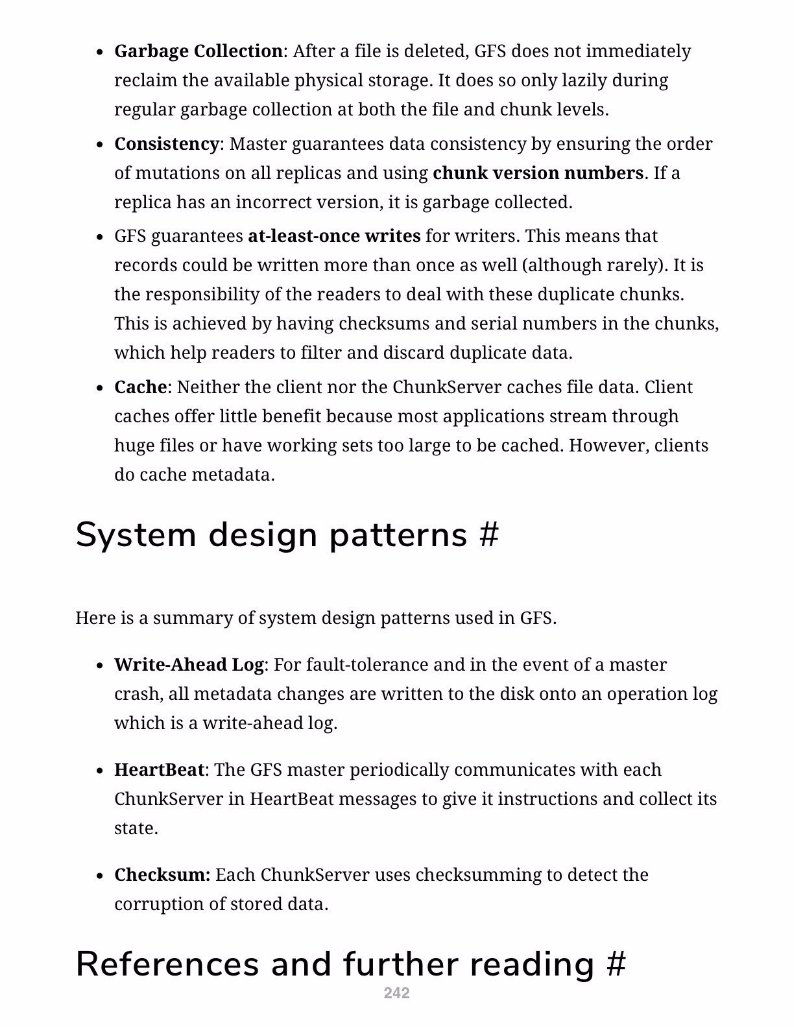 • Garbage Collection: After a file is deleted, GFS does not immediately
reclaim the available physical storage. It does so only lazily during
regular garbage collection at both the file and chunk levels.
• Consistency: Master guarantees data consistency by ensuring the order
of mutations on all replicas and using chunk version numbers. If a
replica has an incorrect version, it is garbage collected.
• GFS guarantees at-least-once writes for writers. This means that
records could be written more than once as well (although rarely). It is
the responsibility of the readers to deal with these duplicate chunks.
This is achieved by having checksums and serial numbers in the chunks,
which help readers to filter and discard duplicate data.
• Cache: Neither the client nor the ChunkServer caches file data. Client
caches offer little benefit because most applications stream through
huge files or have working sets too large to be cached. However, clients
do cache metadata.
System design patterns #
Here is a summary of system design patterns used in GFS.
• Write-Ahead Log: For fault-tolerance and in the event of a master
crash, all metadata changes are written to the disk onto an operation log
which is a write-ahead log.
• HeartBeat: The GFS master periodically communicates with each
ChunkServer in HeartBeat messages to give it instructions and collect its
state.
• Checksum: Each ChunkServer uses checksumming to detect the
corruption of stored data.
References and further reading #
242